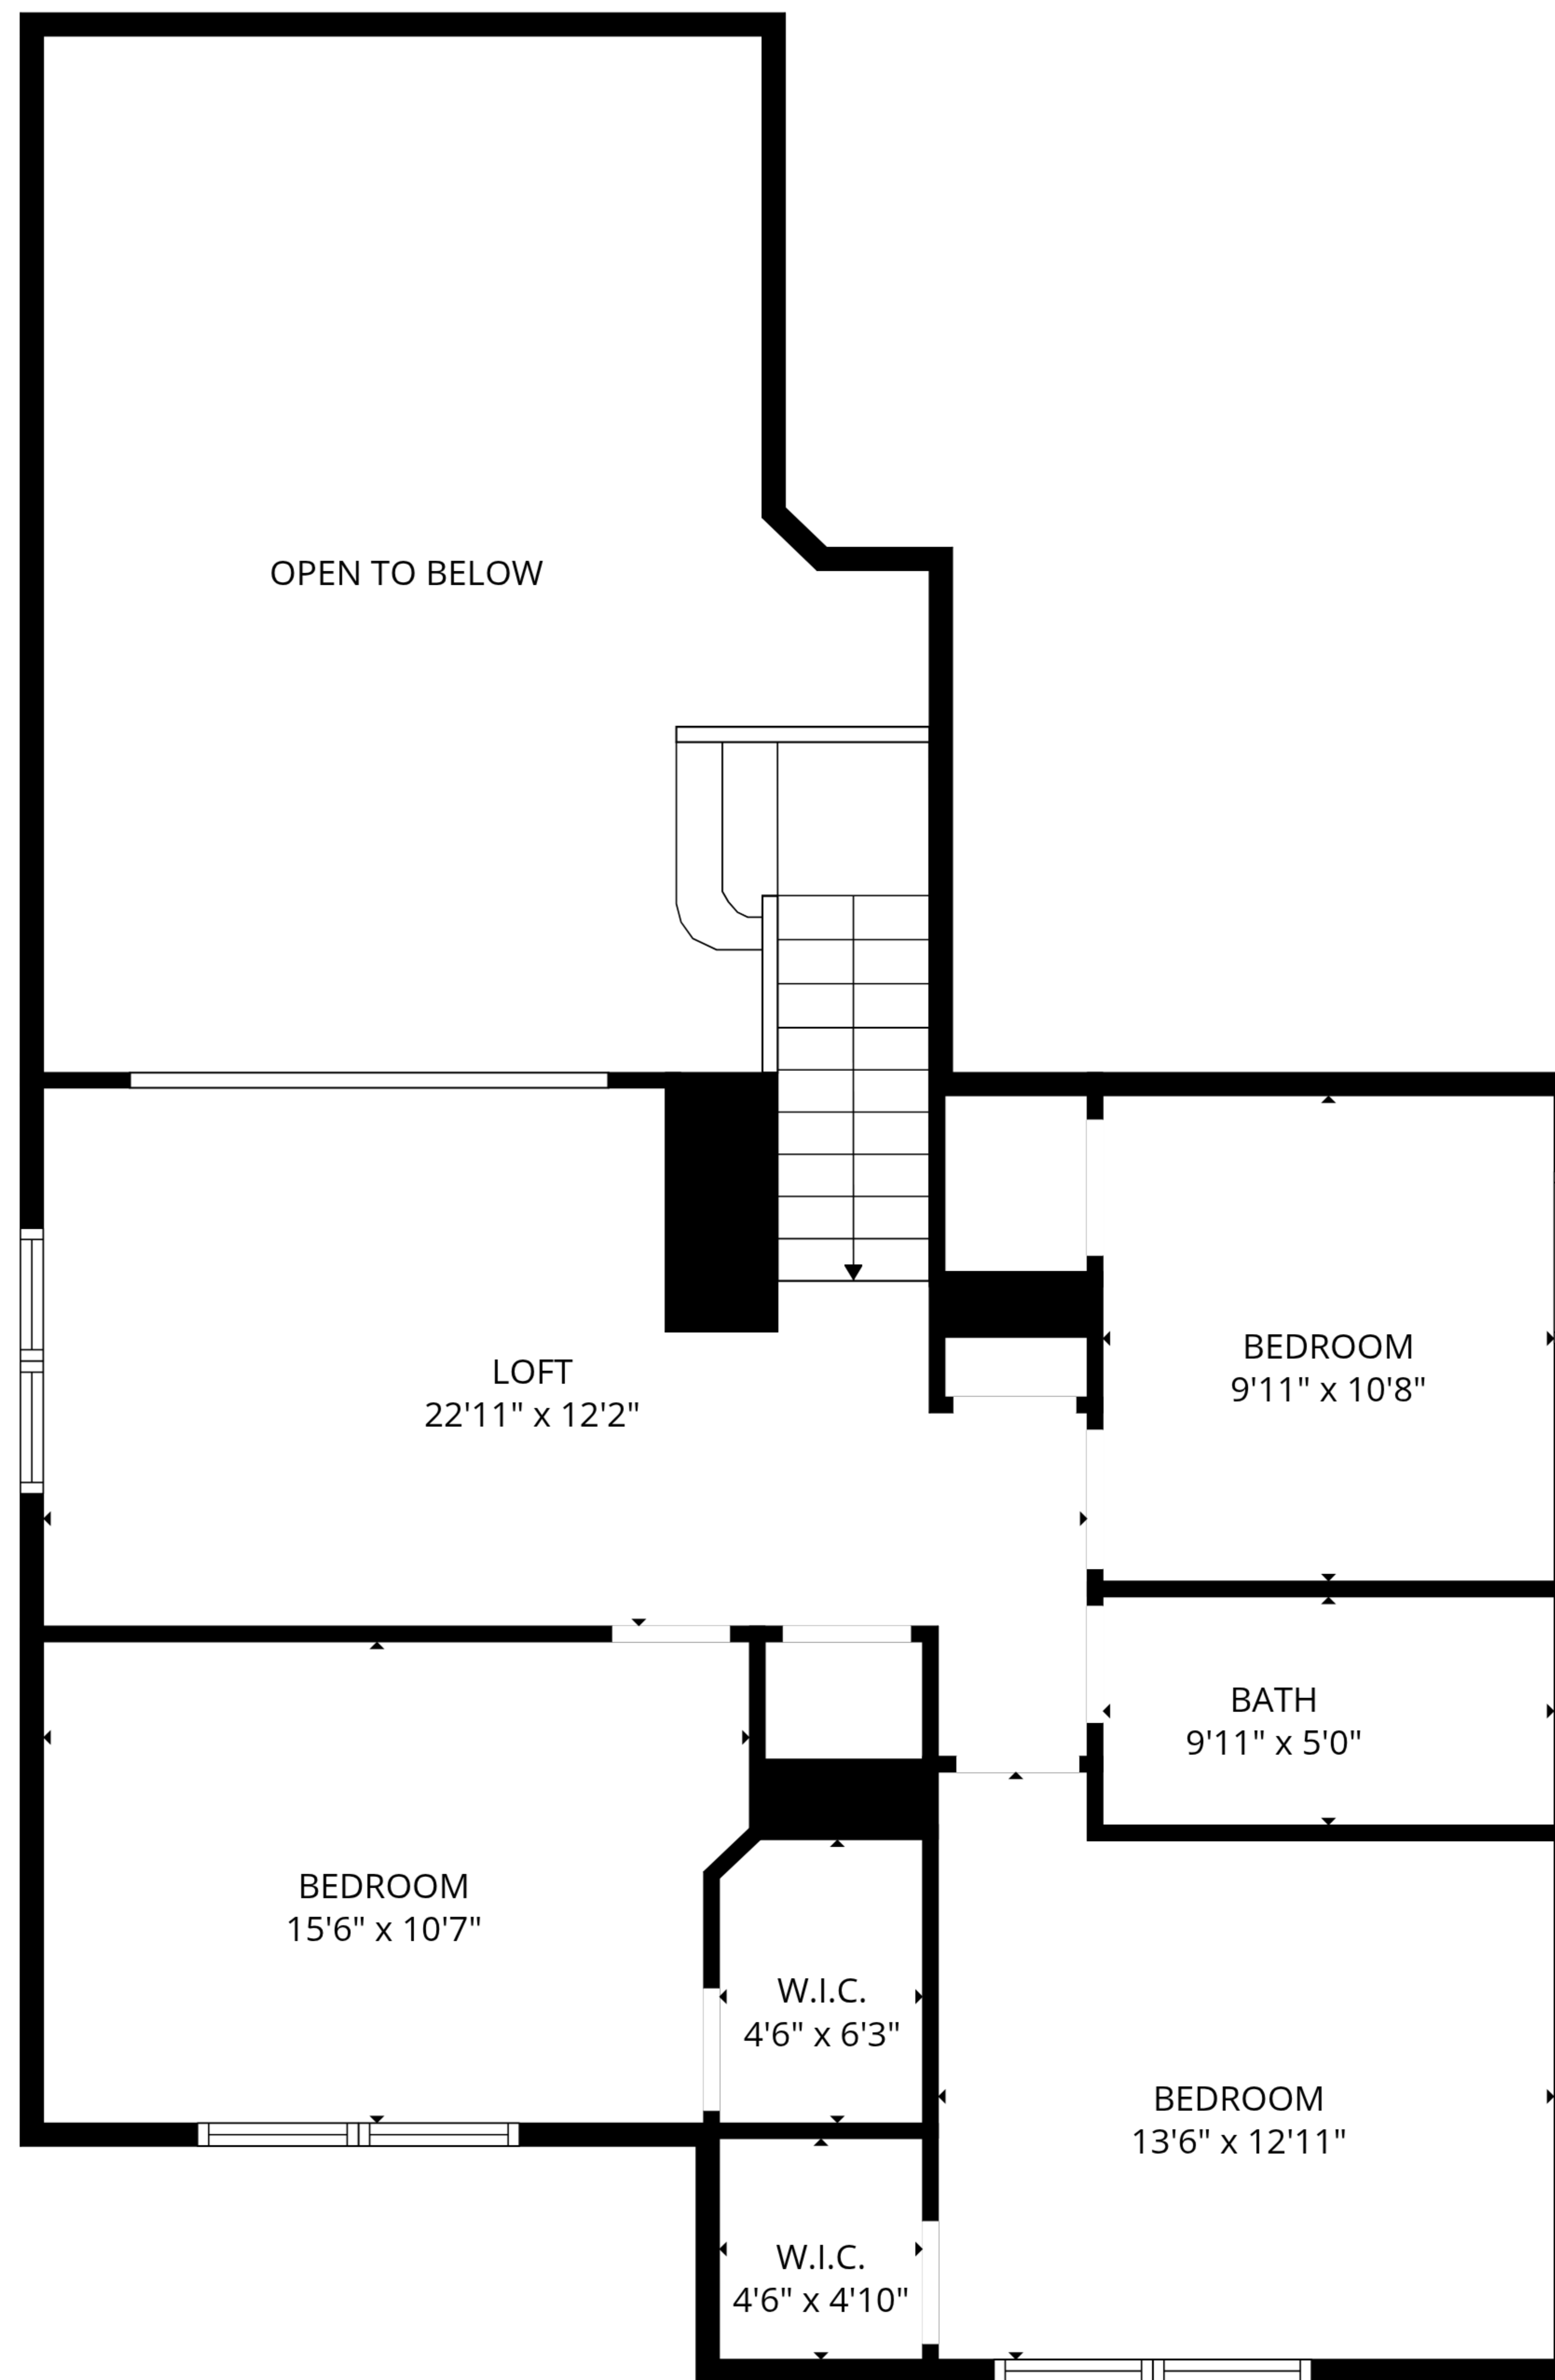 OPEN TO BELOW
LOFT
22'11" x 12'2"
BEDROOM
9'11" x 10'8"
BATH
9'11" x 5'0"
BEDROOM
15'6" x 10'7"
W.I.C.
4'6" x 6'3"
BEDROOM
13'6" x 12'11"
W.I.C.
4'6" x 4'10"